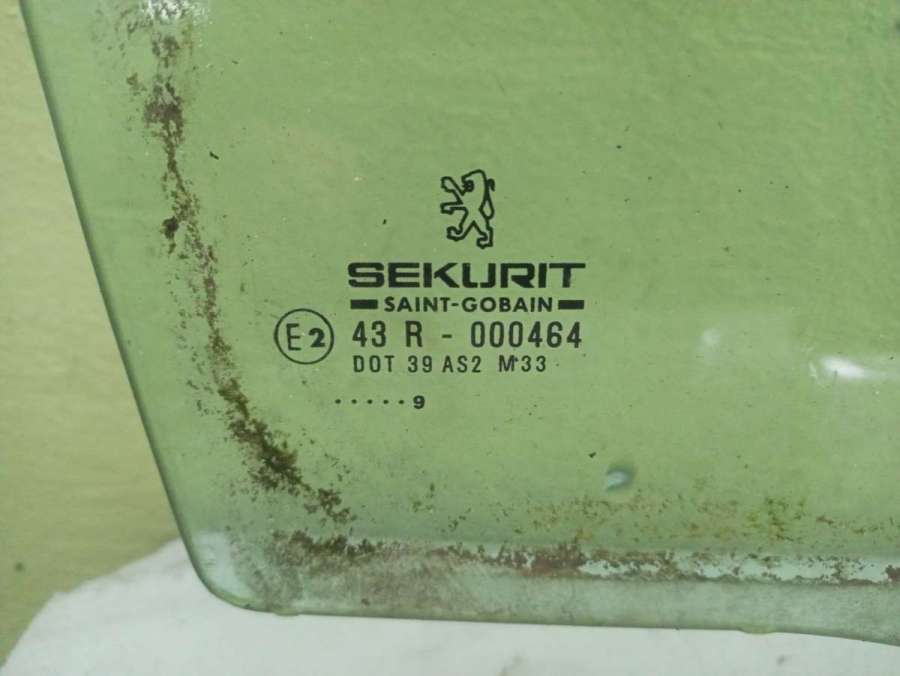 SEKURIT
SAINT-GOBAIN
E2 43 R - 000464
DOT 39 AS2 M33
.....9